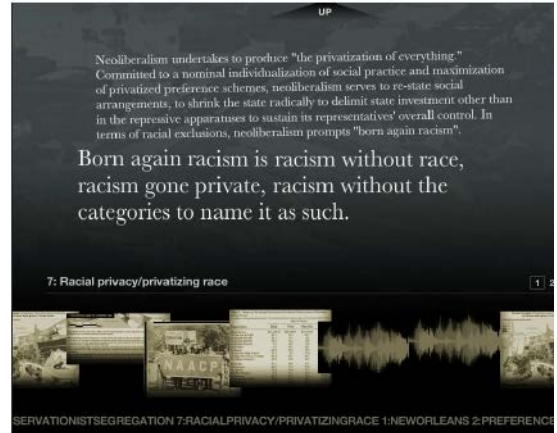 UP
Neoliberalism undertakes to produce "the privatization of everything."
Committed to a nominal individualization of social practice and maximization
of privatized preference schemes, neoliberalism serves to re-state social
arrangements, to shrink the state radically to delimit state investment other than
in the repressive apparatuses to sustain its representatives' overall control. In
terms of racial exclusions, neoliberalism prompts "born again racism".
Born again racism is racism without race,
racism gone private, racism without the
categories to name it as such.
7: Racial privacy/privatizing race
1 2
NAACP
SERVATIONISTSEGREGATION 7:RACIALPRIVACY/PRIVATIZINGRACE 1:NEWORLEANS 2:PREFERENCE